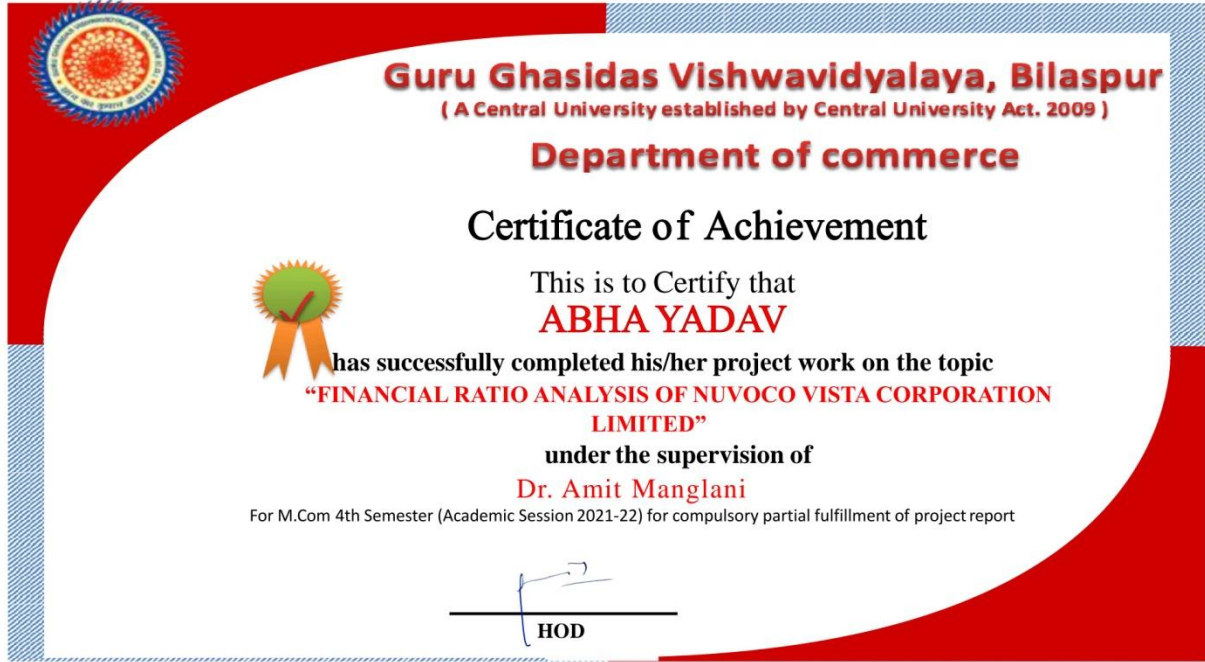 Guru Ghasidas Vishwavidyalaya, Bilaspur
( A Central University established by Central University Act. 2009 )
Department of commerce
Certificate of Achievement
This is to Certify that
ABHA YADAV
has successfully completed his/her project work on the topic
“FINANCIAL RATIO ANALYSIS OF NUVOCO VISTA CORPORATION
LIMITED”
under the supervision of
Dr. Amit Manglani
For M.Com 4th Semester (Academic Session 2021-22) for compulsory partial fulfillment of project report
HOD